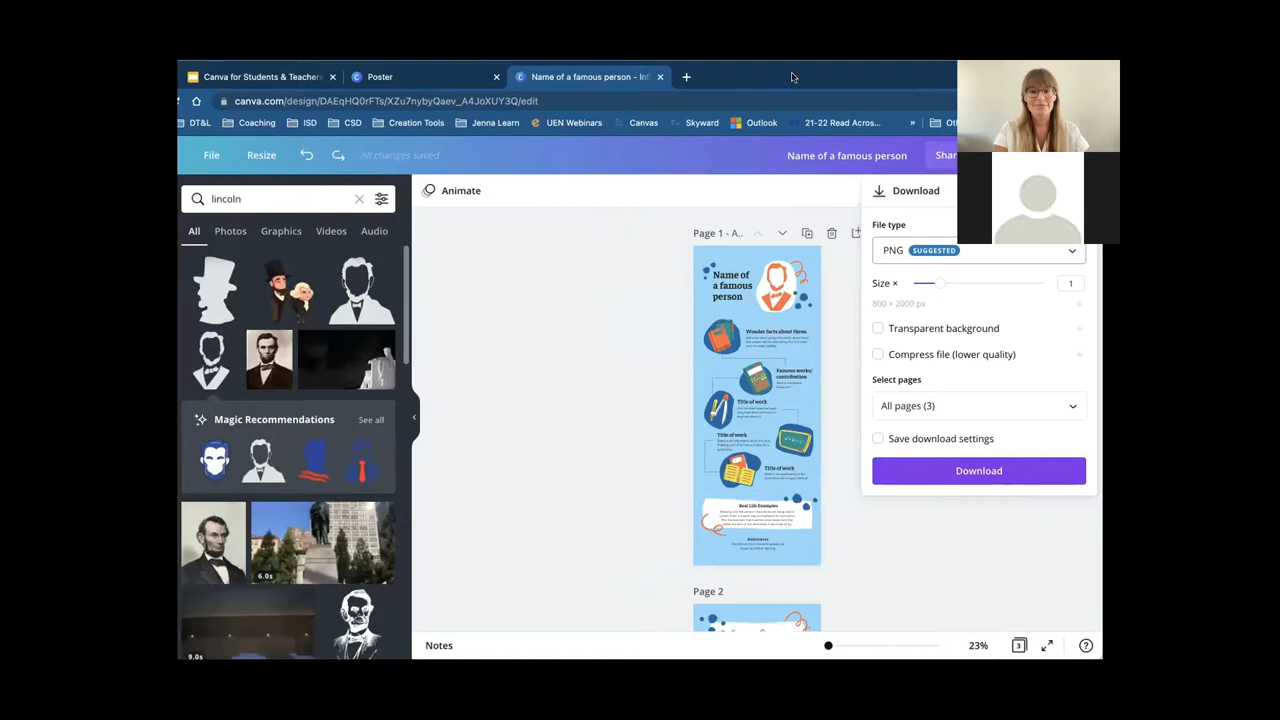 Canva for Students & Teachers
Poster
Name of a famous person - Inf
canva.com/design/DAEqHQ0rFTs/XZu7nybyQaev_A4JoXUY3Q/edit
DT&L
Coaching
ISD
CSD
Creation Tools
Jenna Learn
UEN Webinars
Canvas
Skyward
Outlook
21-22 Read Acros...
»
File
Resize
All changes saved
Name of a famous person
Shar
lincoln
Animate
Download
All
Photos
Graphics
Videos
Audio
Page 1 - A..
File type
PNG SUGGESTED
Size ×
1
800 × 2000 px
Transparent background
Compress file (lower quality)
Select pages
All pages (3)
Save download settings
Download
Magic Recommendations
See all
6.0s
9.0s
Name of
a famous
person
Wonder facts about them.
Famous works/
contribution
Title of work
Title of work
Title of work
Real Life Examples
References
Page 2
Notes
23%
3
?